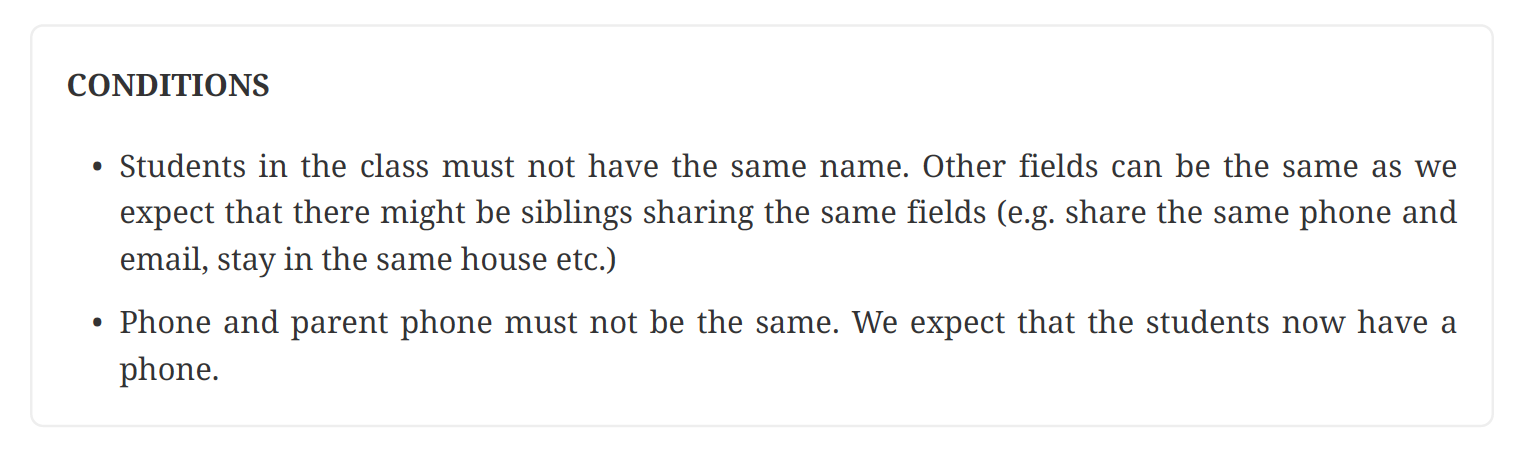 CONDITIONS
• Students in the class must not have the same name. Other fields can be the same as we
expect that there might be siblings sharing the same fields (e.g. share the same phone and
email, stay in the same house etc.)
• Phone and parent phone must not be the same. We expect that the students now have a
phone.